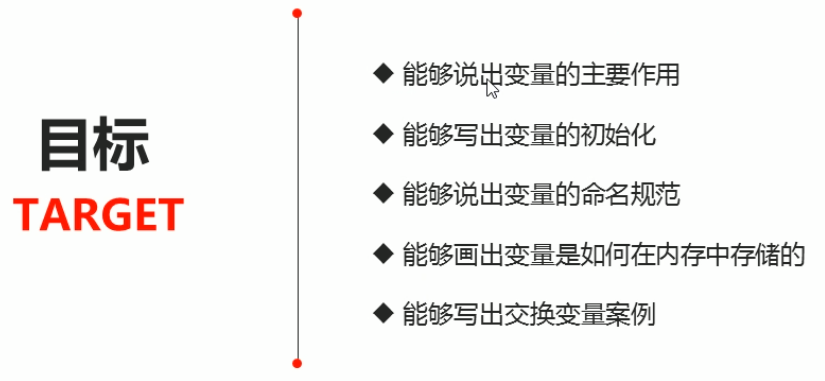 目标
TARGET
◆ 能够说出变量的主要作用
◆ 能够写出变量的初始化
◆ 能够说出变量的命名规范
◆ 能够画出变量是如何在内存中存储的
◆ 能够写出交换变量案例